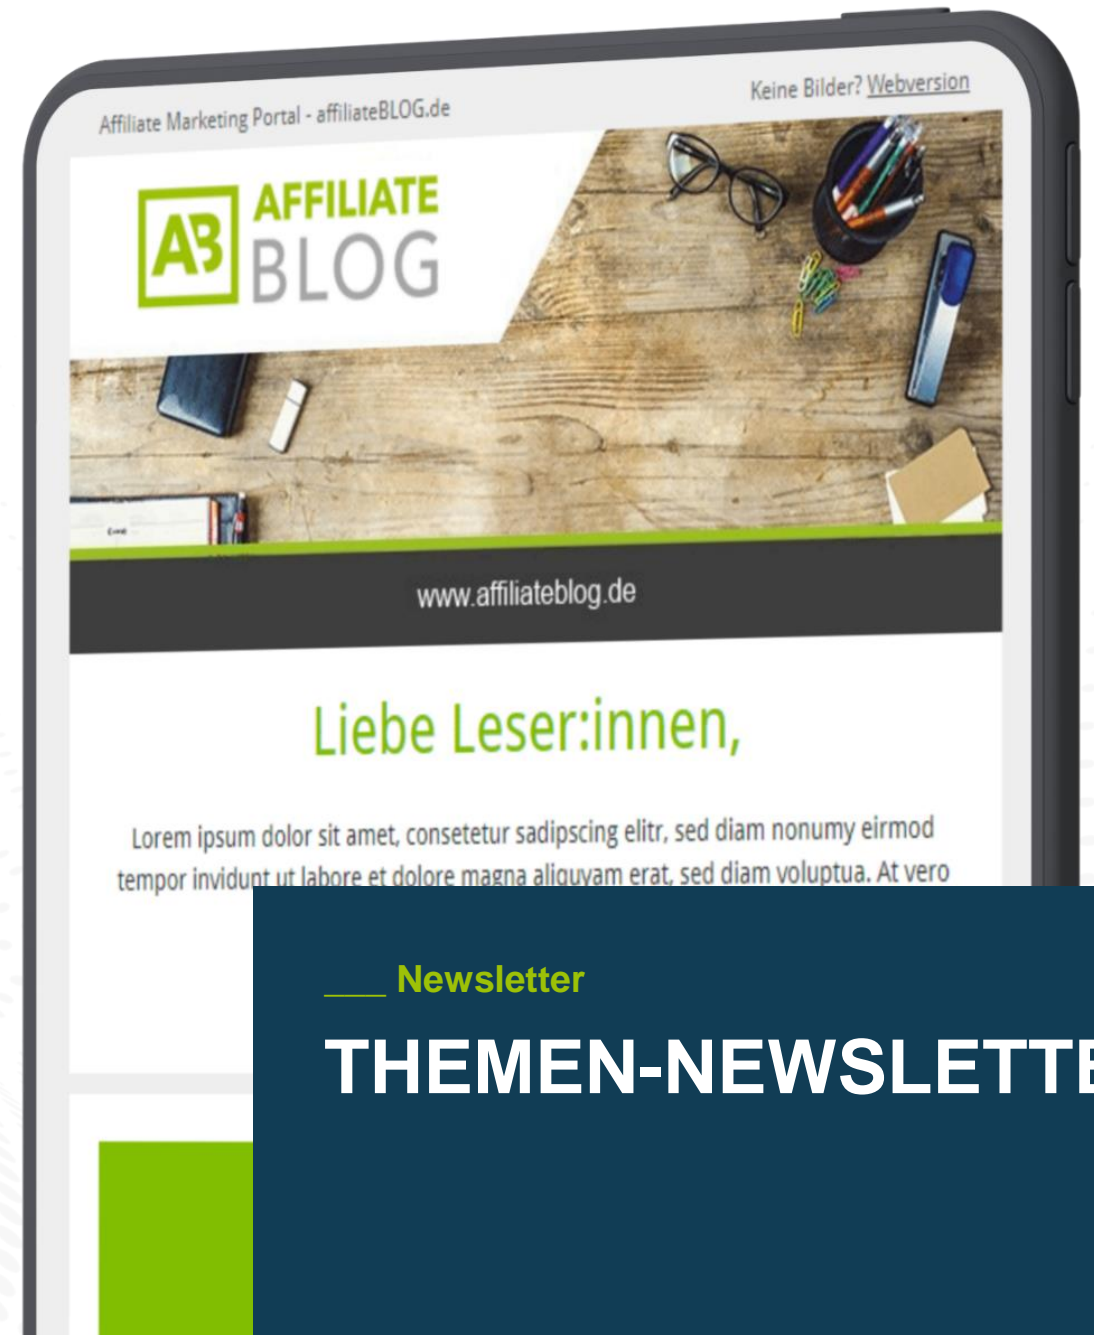 Affiliate Marketing Portal - affiliateBLOG.de
Keine Bilder? Webversion
AB
AFFILIATE
BLOG
www.affiliateblog.de
Liebe Leser:innen,
Lorem ipsum dolor sit amet, consetetur sadipscing elitr, sed diam nonumy eirmod
tempor invidunt ut labore et dolore magna aliquyam erat, sed diam voluptua. At vero
___ Newsletter
THEMEN-NEWSLETTE